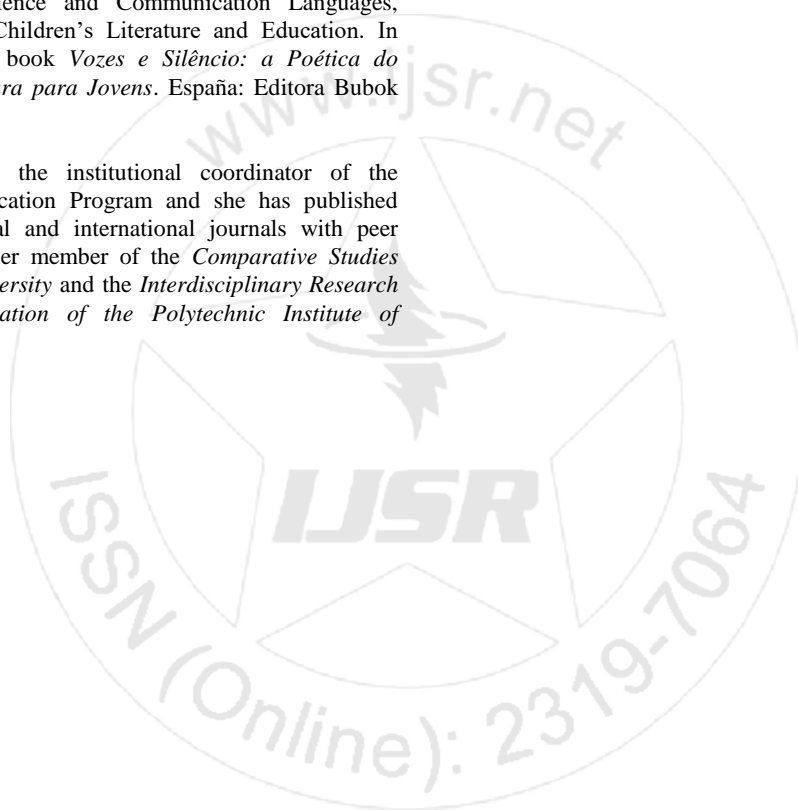 ience and Communication Languages,
Children's Literature and Education. In
book Vozes e Silêncio: a Poética do
ra para Jovens. España: Editora Bubok
the institutional coordinator of the
cation Program and she has published
al and international journals with peer
er member of the Comparative Studies
ersity and the Interdisciplinary Research
ation of the Polytechnic Institute of
www.ijsr.net
IJSR
ISSN (Online): 2319-7064